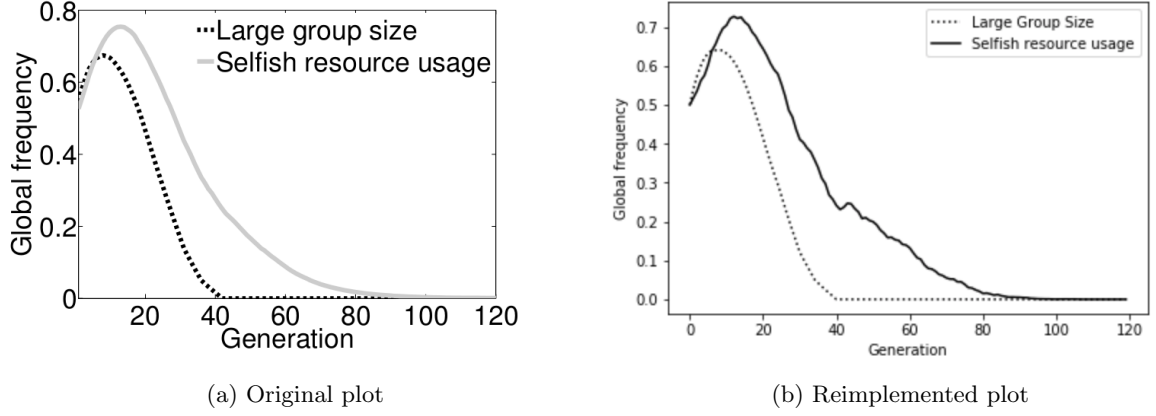 0.8
0.6
0.4
0.2
0
20
40
60
80
100
120
Global frequency
Generation
Large group size
Selfish resource usage
(a) Original plot
0.7
0.6
0.5
0.4
0.3
0.2
0.1
0.0
0
20
40
60
80
100
120
Global frequency
Generation
Large Group Size
Selfish resource usage
(b) Reimplemented plot